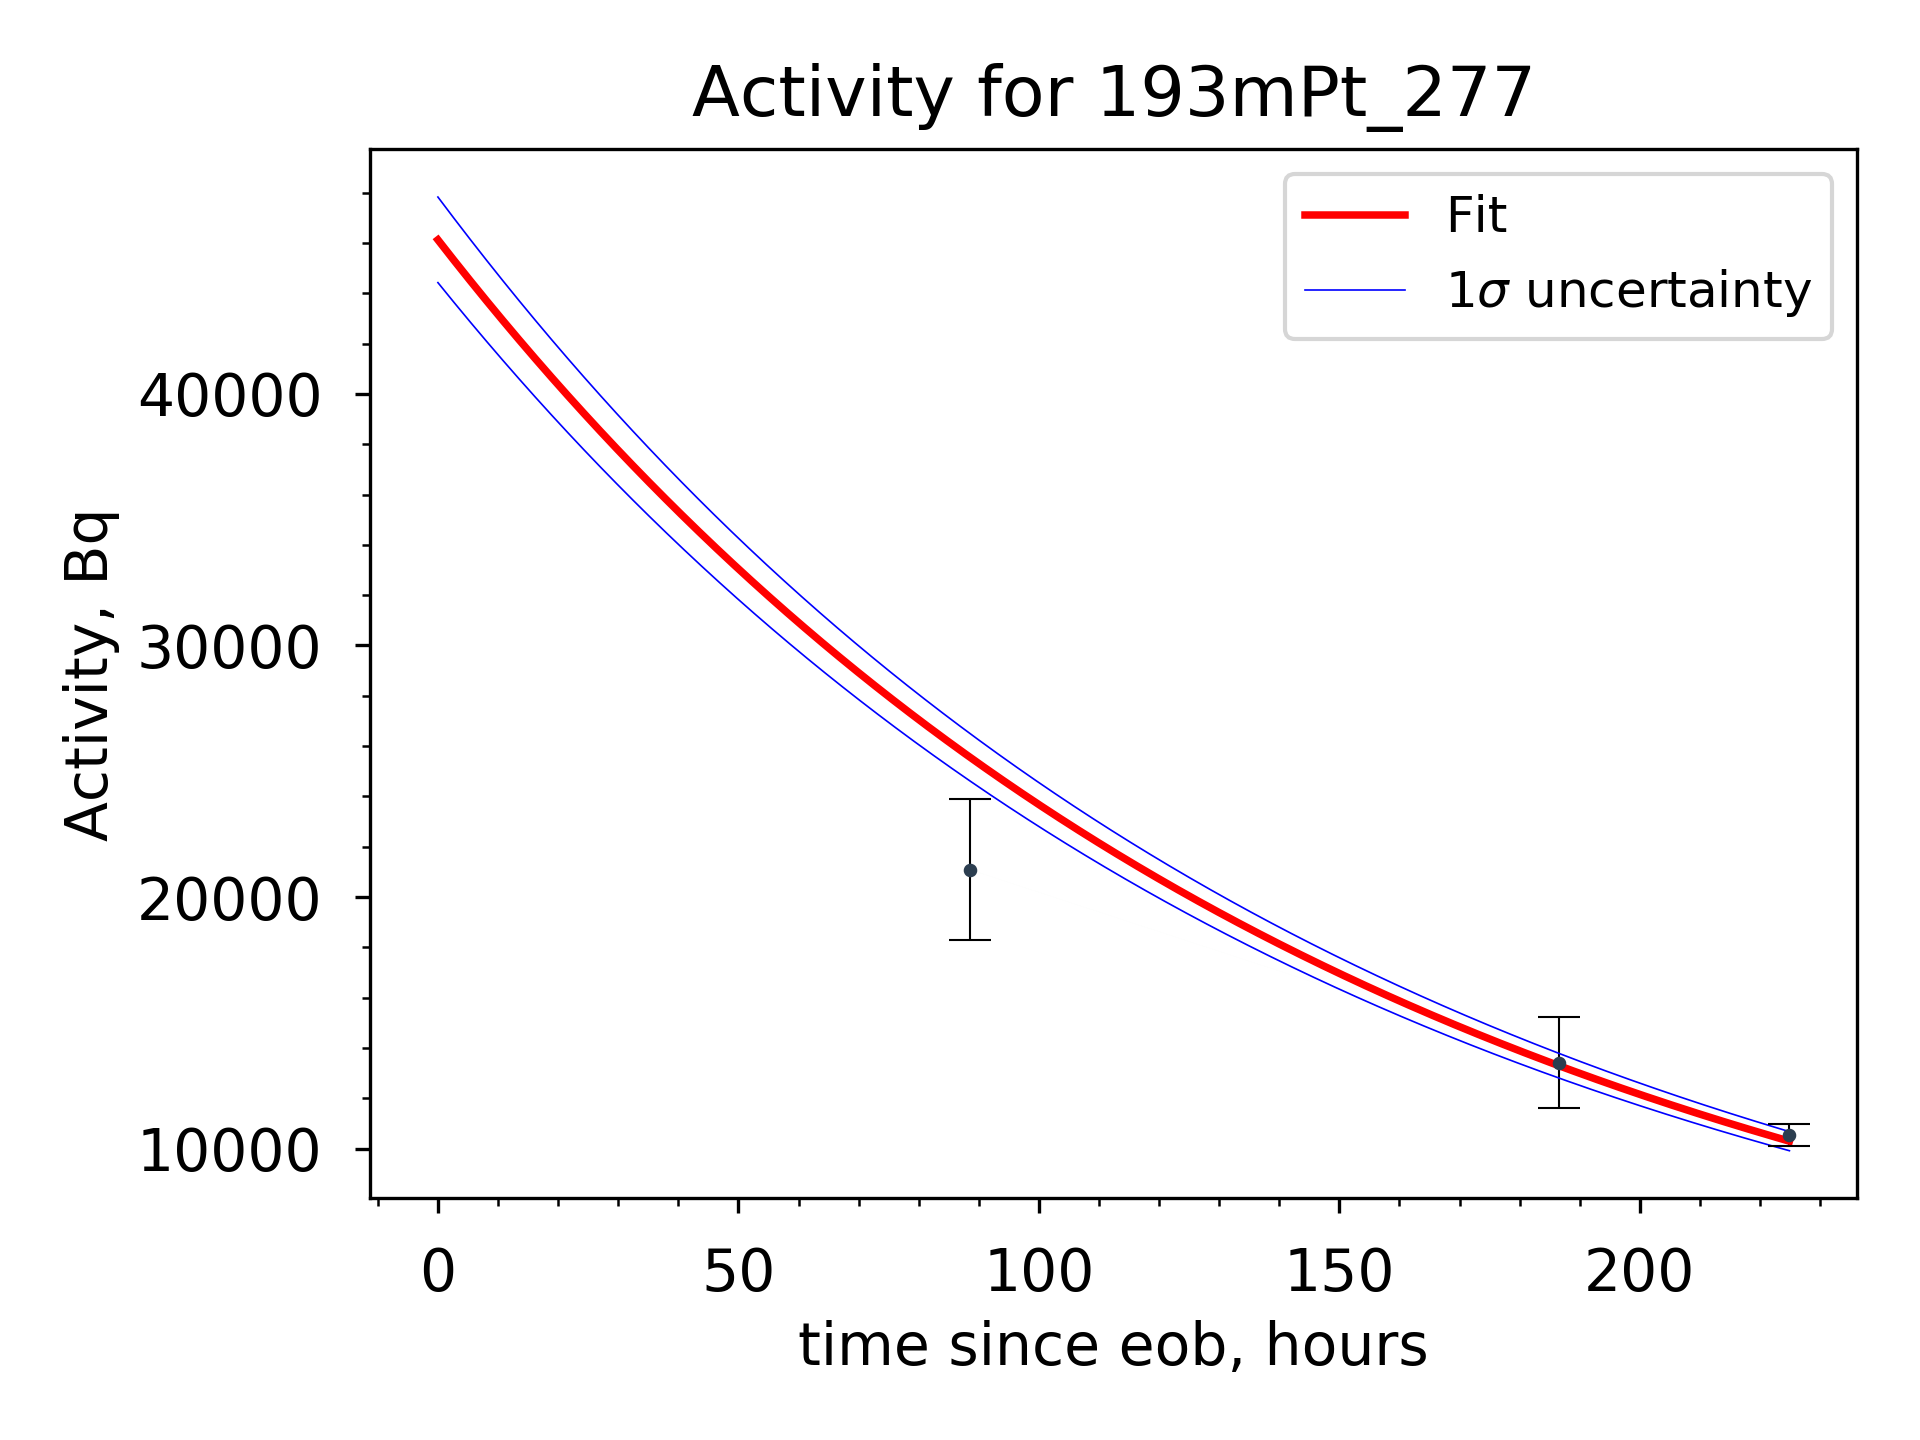 Activity for 193mPt_277
Fit
1σ uncertainty
Activity, Bq
40000
30000
20000
10000
0 50 100 150 200
time since eob, hours